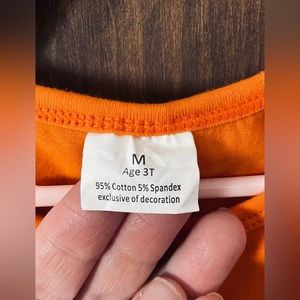 M
Age 3T
95% Cotton 5% Spandex
exclusive of decoration